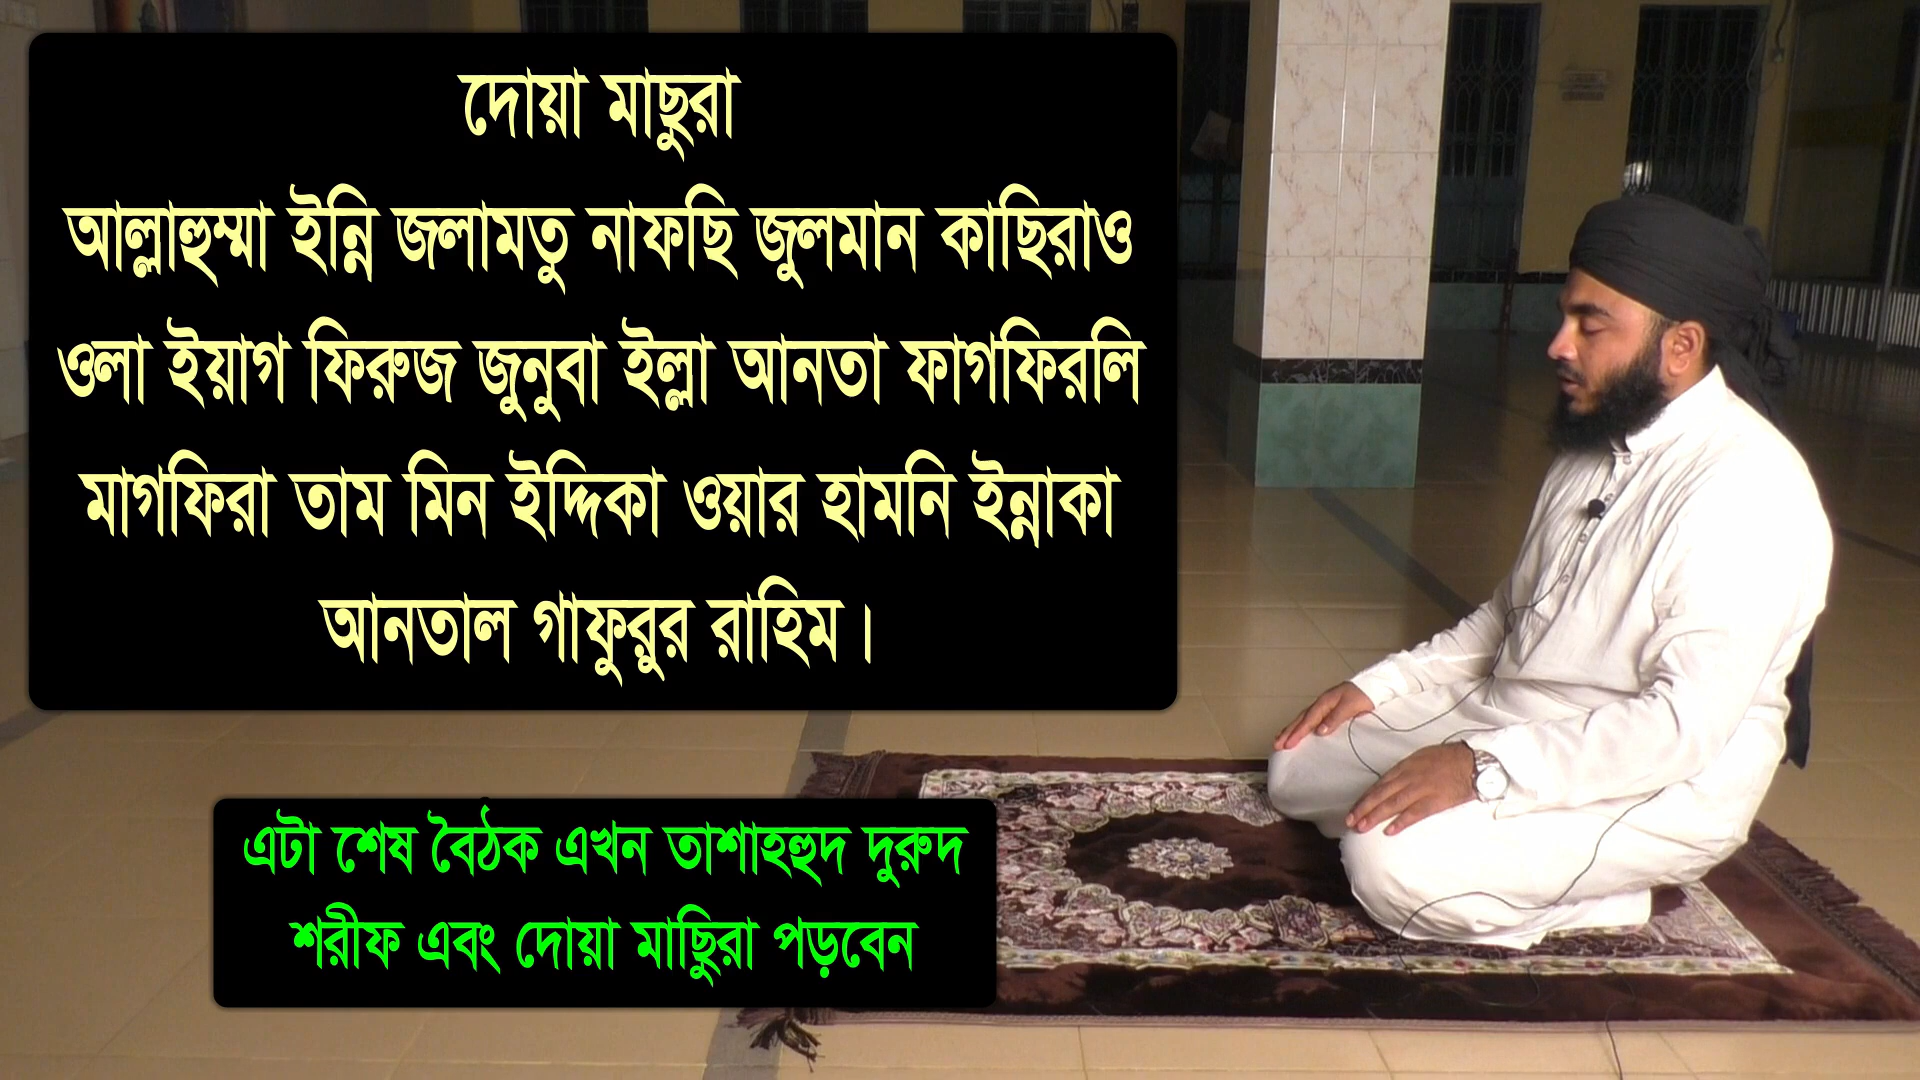 দোয়া মাছুরা
আল্লাহুম্মা ইন্নি জলামতু নাফছি জুলমান কাছিরাও
ওলা ইয়াগ ফিরুজ জুনুবা ইল্লা আনতা ফাগফিরলি
মাগফিরা তাম মিন ইদ্দিকা ওয়ার হামনি ইন্নাকা
আনতাল গাফুরুর রাহিম।
এটা শেষ বৈঠক এখন তাশাহহুদ দুরুদ
শরীফ এবং দোয়া মাছিুরা পড়বেন